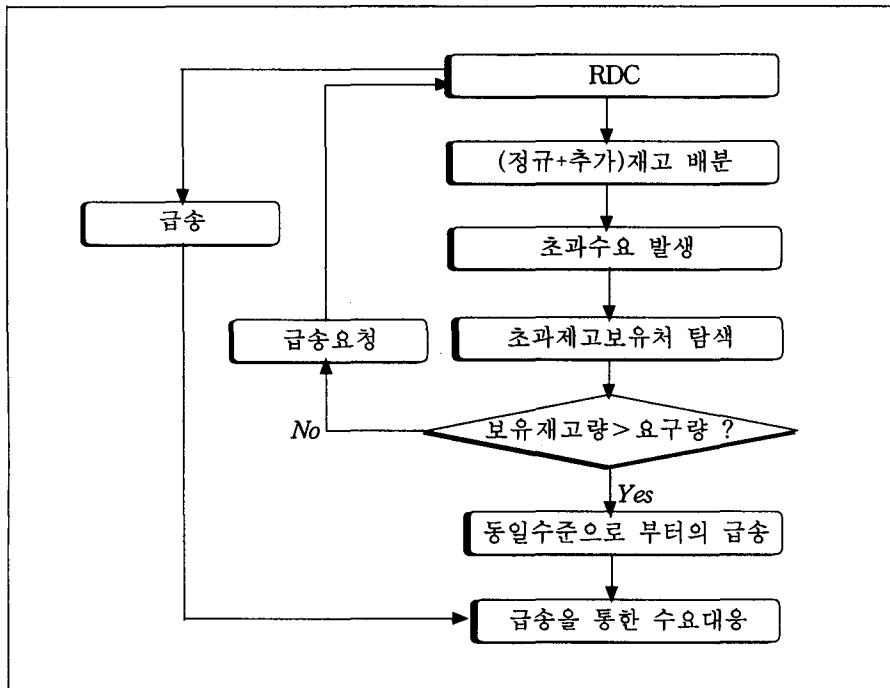 RDC
(정규+추가)재고 배분
급송
초과수요 발생
급송요청
초과제고보유처 탐색
No
보유재고량>요구량 ?
Yes
동일수준으로 부터의 급송
급송을 통한 수요대응